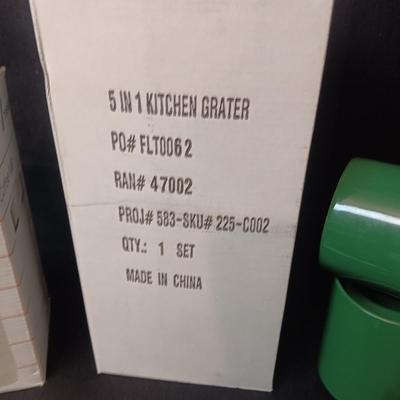 5 IN 1 KITCHEN GRATER
PO# FLT0062
RAN# 47002
PROJ# 583-SKU# 225-C002
QTY.: 1 SET
MADE IN CHINA